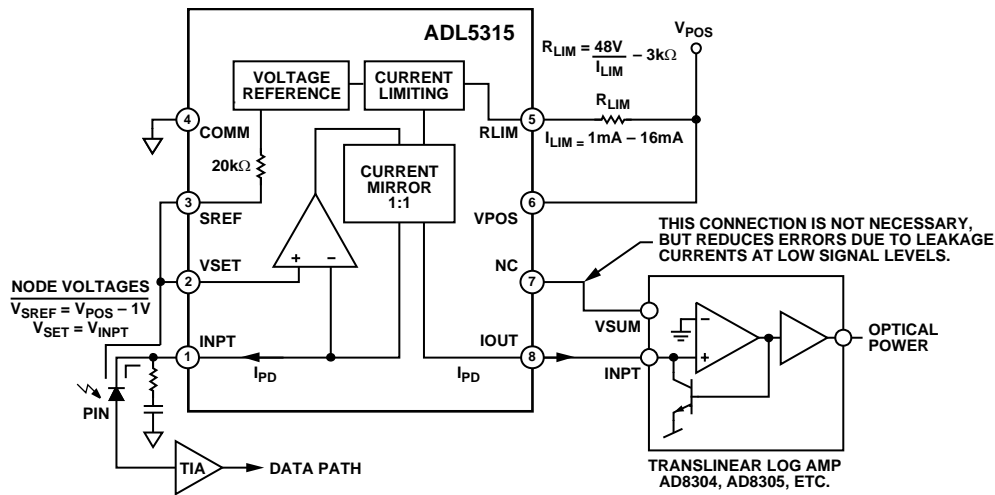 ADL5315
VOLTAGE
REFERENCE
CURRENT
LIMITING
V_POS
R_LIM = 48V / I_LIM – 3kΩ
R_LIM
I_LIM = 1mA – 16mA
4
COMM
5
RLIM
20kΩ
CURRENT
MIRROR
1:1
3
SREF
6
VPOS
THIS CONNECTION IS NOT NECESSARY,
BUT REDUCES ERRORS DUE TO LEAKAGE
CURRENTS AT LOW SIGNAL LEVELS.
2
VSET
+ –
NC
7
NODE VOLTAGES
V_SREF = V_POS – 1V
V_SET = V_INPT
VSUM
–
+
OPTICAL
POWER
1
INPT
I_PD
IOUT
8
I_PD
INPT
PIN
TIA
DATA PATH
TRANSLINEAR LOG AMP
AD8304, AD8305, ETC.